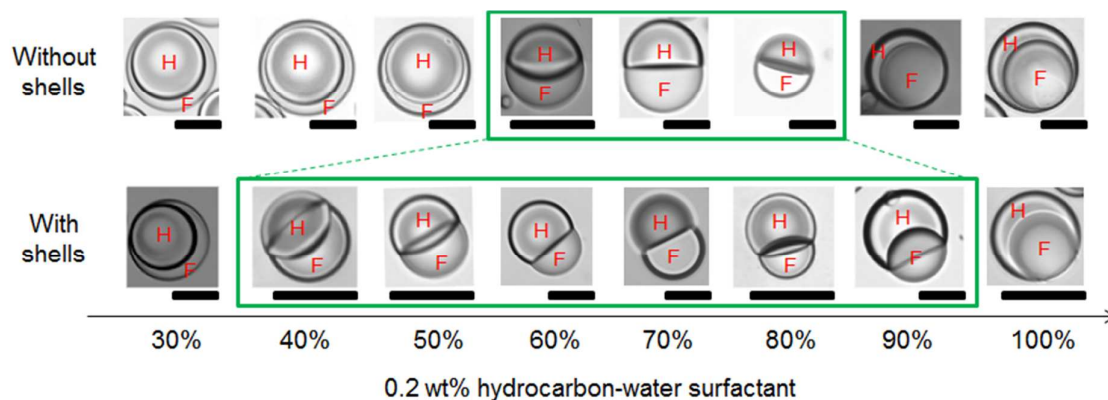 Without
shells
H
F
H
F
H
F
H
F
H
F
H
F
H
F
H
F
With
shells
H
F
H
F
H
F
H
F
H
F
H
F
H
F
H
F
30% 40% 50% 60% 70% 80% 90% 100%
0.2 wt% hydrocarbon-water surfactant